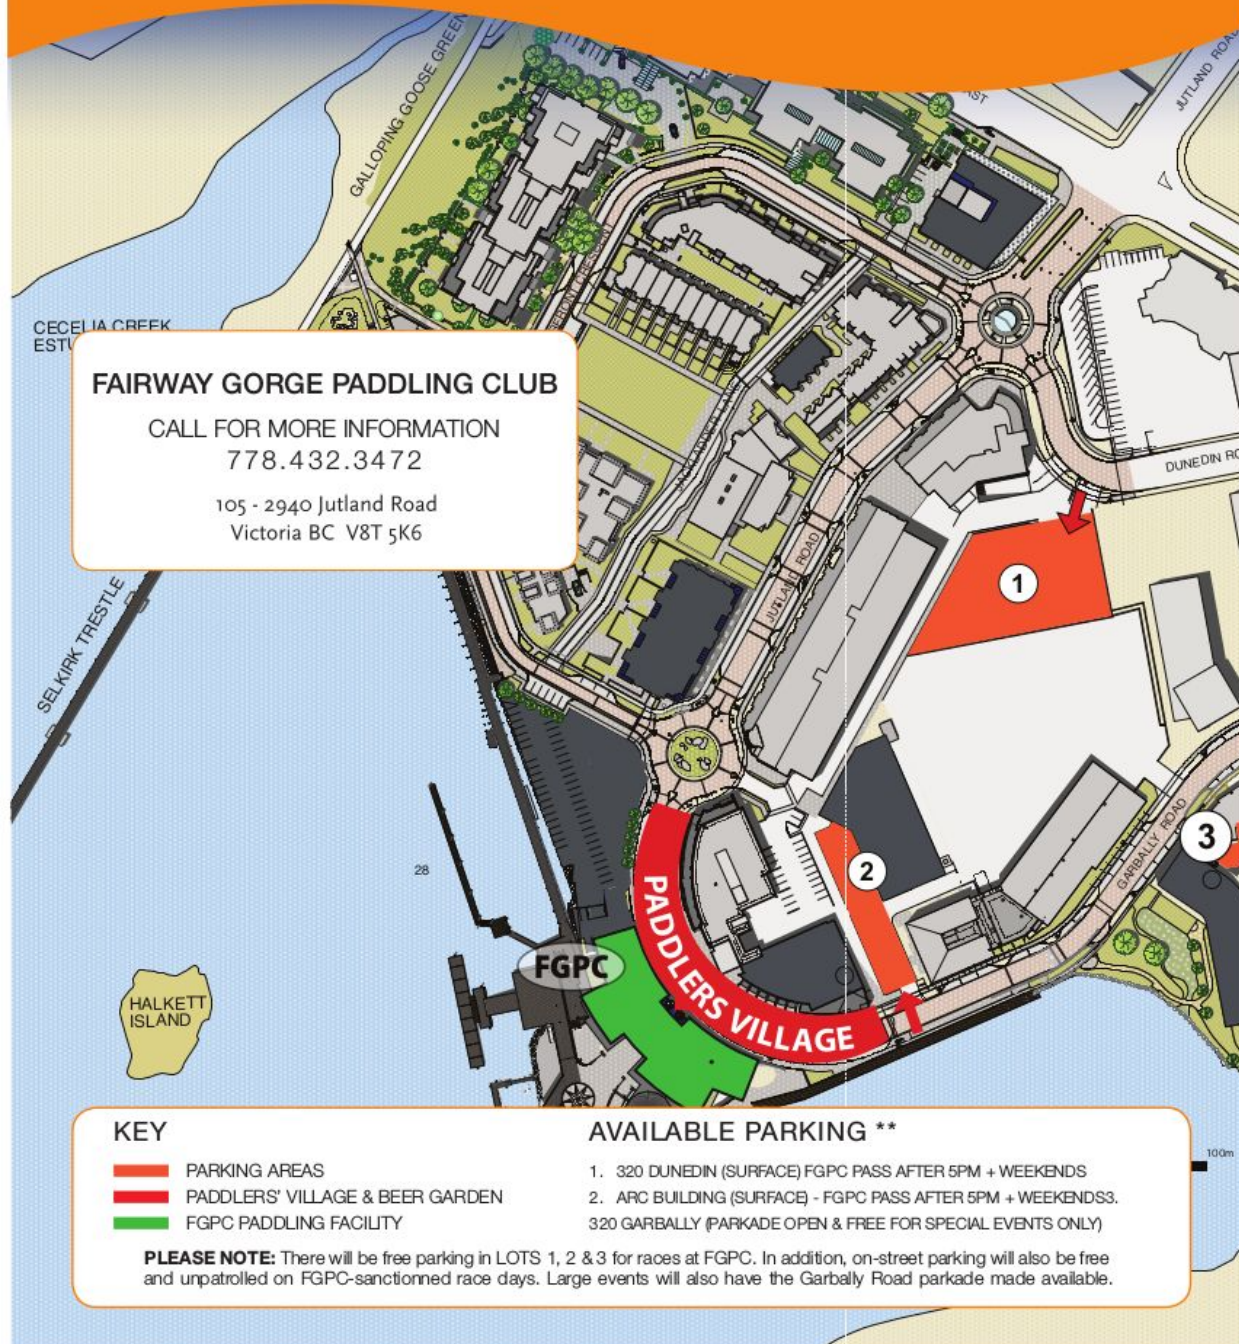 GALLOPING GOOSE GREEN
JUTLAND ROAD
CECELIA CREEK
FAIRWAY GORGE PADDLING CLUB
CALL FOR MORE INFORMATION
778.432.3472
105 - 2940 Jutland Road
Victoria BC V8T 5K6
DUNEDIN
1
JUTLAND ROAD
SELKIRK TRESTLE
GARBALLY ROAD
3
2
28
PADDLERS VILLAGE
FGPC
HALKETT
ISLAND
100m
KEY
PARKING AREAS
PADDLERS' VILLAGE & BEER GARDEN
FGPC PADDLING FACILITY
AVAILABLE PARKING **
1. 320 DUNEDIN (SURFACE) FGPC PASS AFTER 5PM + WEEKENDS
2. ARC BUILDING (SURFACE) - FGPC PASS AFTER 5PM + WEEKENDS3.
320 GARBALLY (PARKADE OPEN & FREE FOR SPECIAL EVENTS ONLY)
PLEASE NOTE: There will be free parking in LOTS 1, 2 & 3 for races at FGPC. In addition, on-street parking will also be free
and unpatrolled on FGPC-sanctionned race days. Large events will also have the Garbally Road parkade made available.